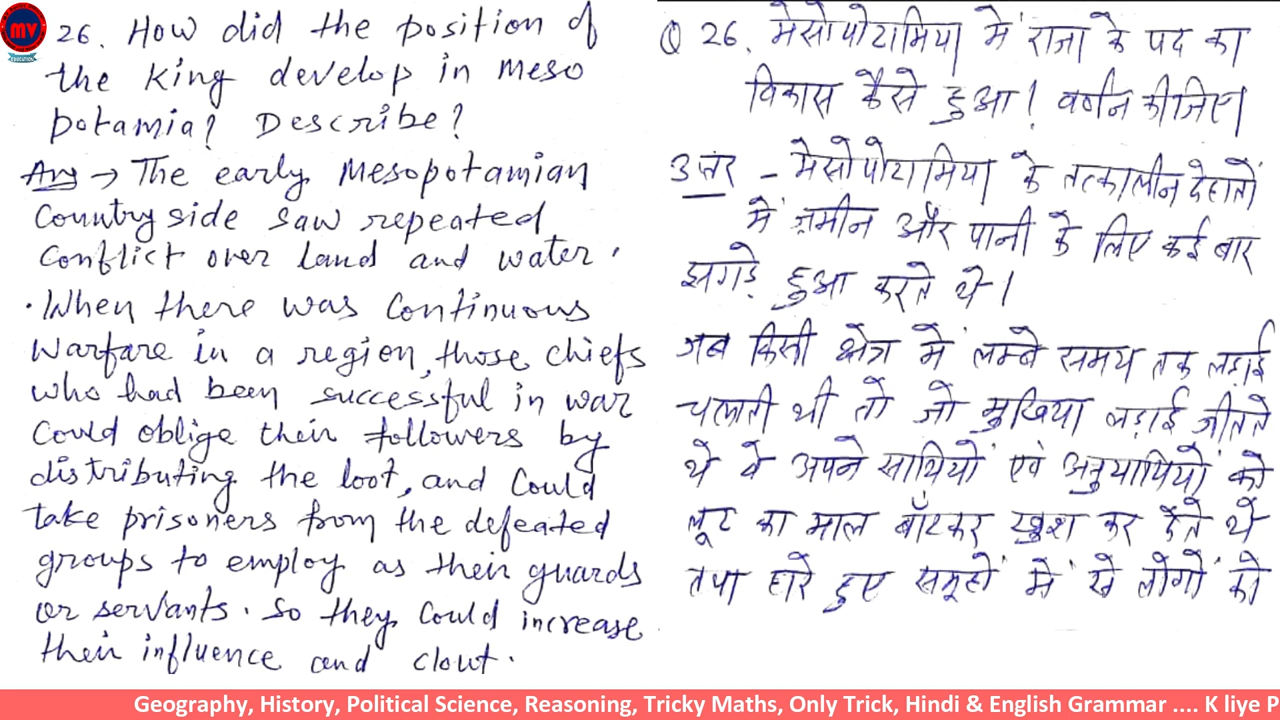 mv
EDUCATION
26. How did the position of
the King develop in Meso
potamia? Describe?
Ans → The early Mesopotamian
Country side saw repeated
Conflict over land and water.
• When there was Continuous
Warfare in a region, those chiefs
who had been successful in war
Could oblige their followers by
distributing the loot, and Could
take prisoners from the defeated
groups to employ as their guards
or servants. So they Could increase
their influence and clout.
Q 26. मेसोपोटामिया में राजा के पद का
विकास कैसे हुआ? वर्णन कीजिए।
उत्तर – मेसोपोटामिया के तत्कालीन देहातों
में ज़मीन और पानी के लिए कई बार
झगड़े हुआ करते थे।
जब किसी क्षेत्र में लम्बे समय तक लड़ाई
चलती थी तो जो मुखिया लड़ाई जीतते
थे वे अपने साथियों एवं अनुयायियों को
लूट का माल बाँटकर खुश कर देते थे
तथा हारे हुए समूहों में से लोगों को
Geography, History, Political Science, Reasoning, Tricky Maths, Only Trick, Hindi & English Grammar .... K liye P